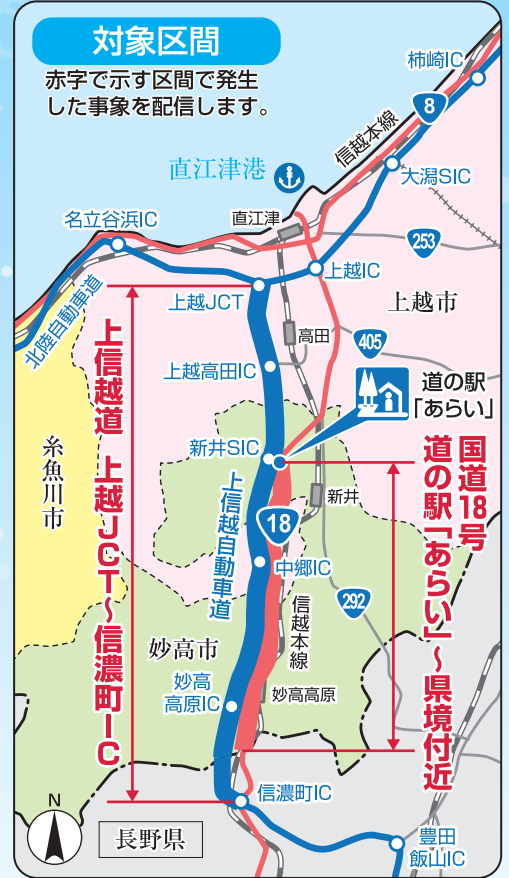 対象区間
赤字で示す区間で発生
した事象を配信します。
柿崎IC
8
信越本線
大潟SIC
直江津港
直江津
名立谷浜IC
253
上越IC
北陸自動車道
上越JCT
上越市
高田
405
上越高田IC
道の駅
「あらい」
上信越道 上越JCT〜信濃町IC
糸魚川市
新井SIC
国道18号
道の駅「あらい」〜県境付近
新井
上信越自動車道
18
中郷IC
292
信越本線
妙高市
妙高
高原IC
妙高高原
信濃町IC
N
長野県
豊田
飯山IC